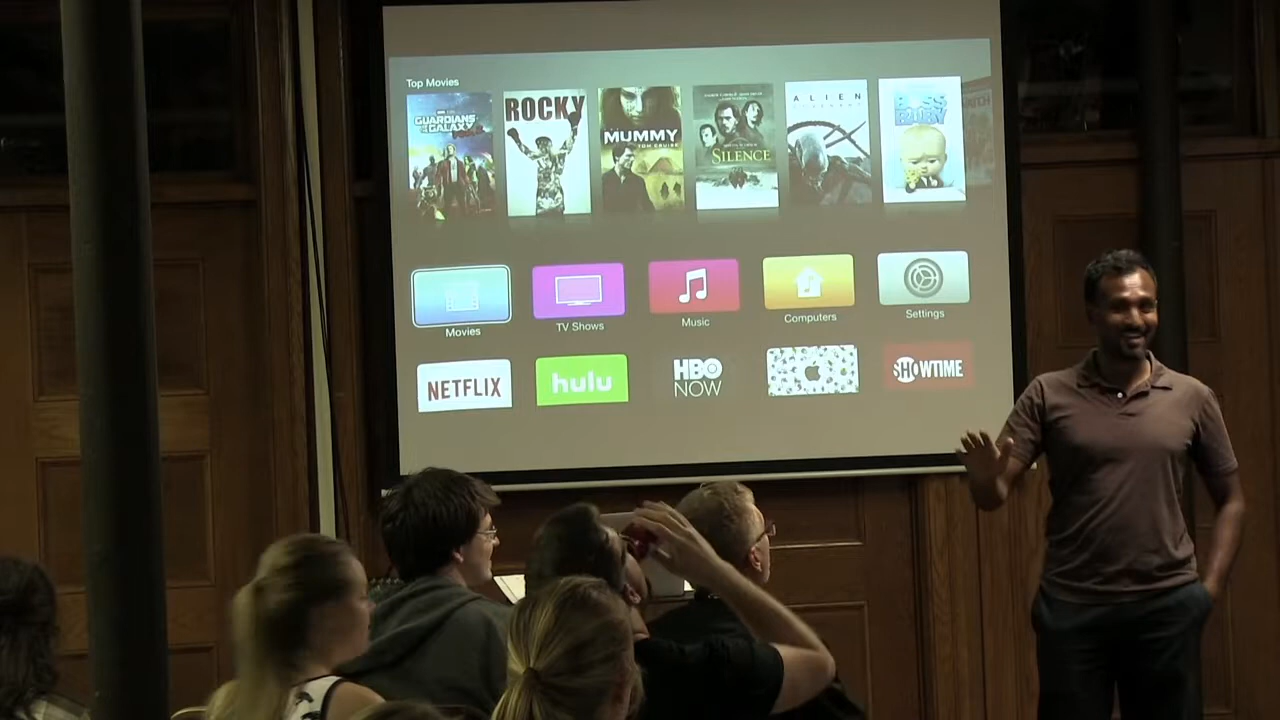 Top Movies
GUARDIANS
OF THE
GALAXY
ROCKY
THE
MUMMY
TOM CRUISE
SILENCE
ALIEN
BOSS
BABY
Movies
TV Shows
Music
Computers
Settings
NETFLIX
hulu
HBO
NOW
SHOWTIME